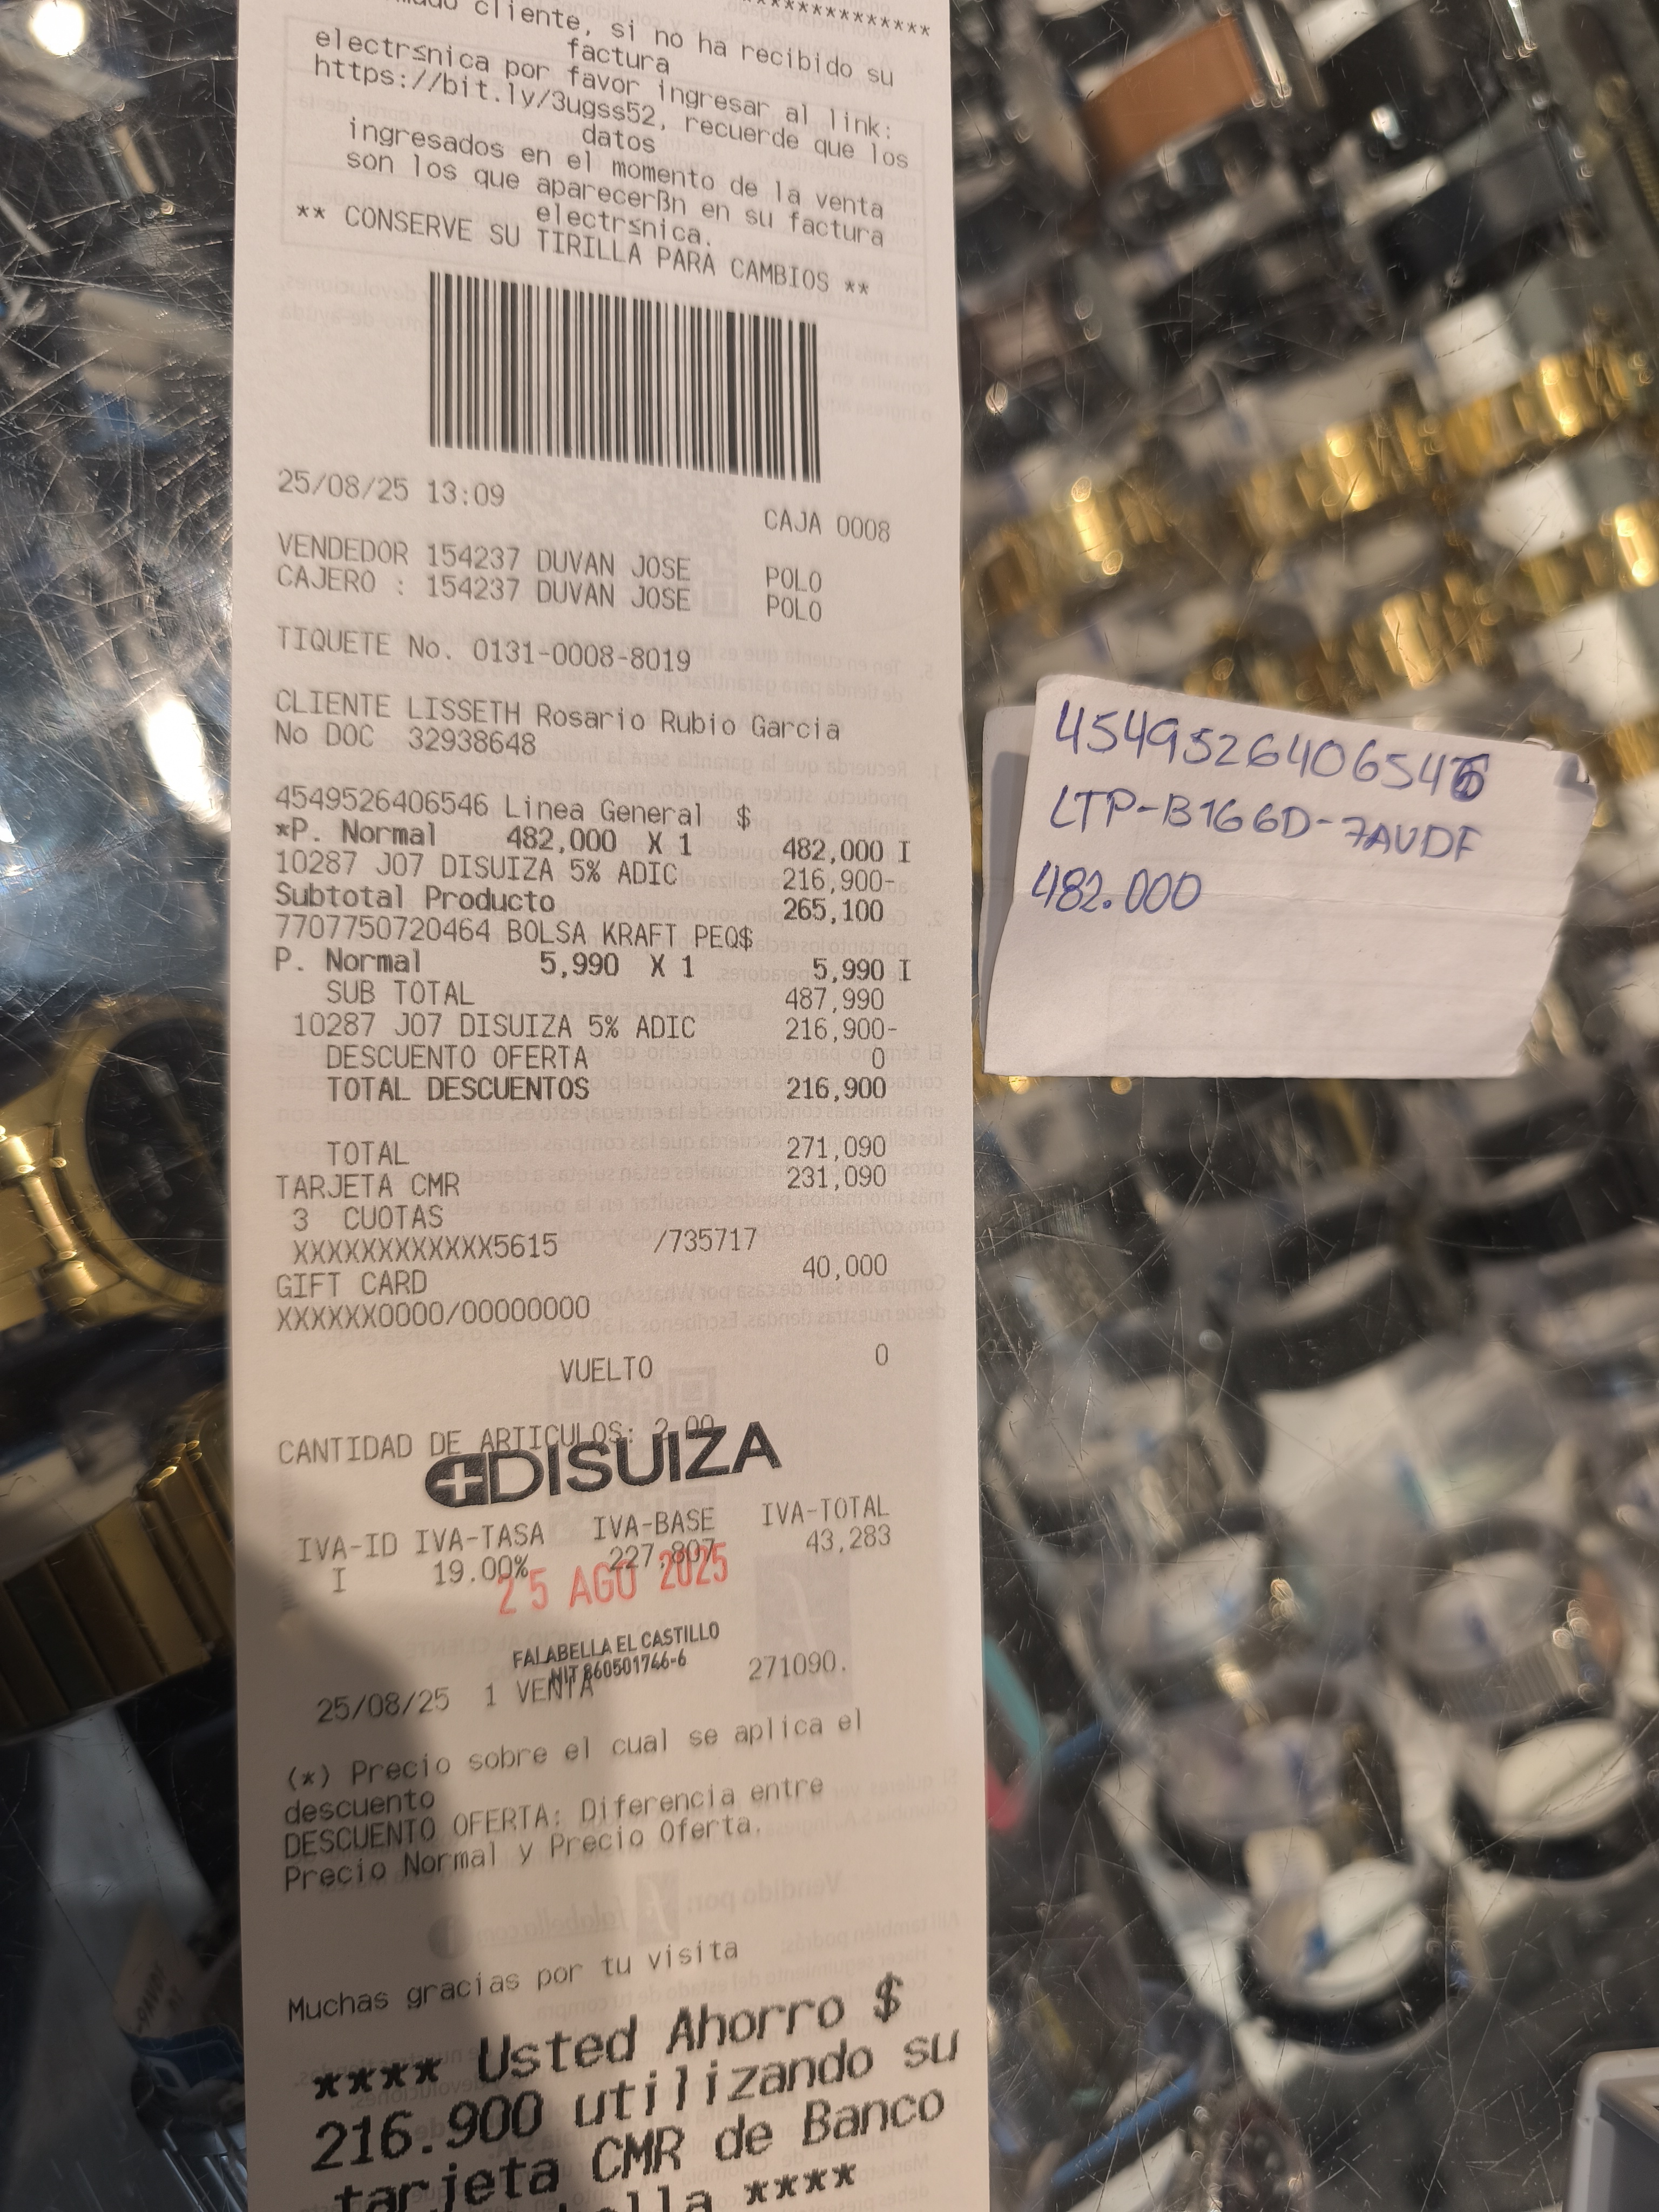 cliente, si no ha recibido su
factura
electr≤nica por favor ingresar al link:
https://bit.ly/3ugss52, recuerde que los
datos
ingresados en el momento de la venta
son los que aparecerßn en su factura
electr≤nica.
** CONSERVE SU TIRILLA PARA CAMBIOS **
25/08/25 13:09 CAJA 0008
VENDEDOR 154237 DUVAN JOSE POLO
CAJERO : 154237 DUVAN JOSE POLO
TIQUETE No. 0131-0008-8019
CLIENTE LISSETH Rosario Rubio Garcia
No DOC 32938648
4549526406546 Linea General $
*P. Normal 482,000 X 1 482,000 I
10287 J07 DISUIZA 5% ADIC 216,900-
Subtotal Producto 265,100
7707750720464 BOLSA KRAFT PEQ$
P. Normal 5,990 X 1 5,990 I
SUB TOTAL 487,990
10287 J07 DISUIZA 5% ADIC 216,900-
DESCUENTO OFERTA 0
TOTAL DESCUENTOS 216,900
TOTAL 271,090
TARJETA CMR 231,090
3 CUOTAS
XXXXXXXXXXXX5615 /735717
GIFT CARD 40,000
XXXXXX0000/00000000
VUELTO 0
CANTIDAD DE ARTICULOS: 2.00
DISUIZA
IVA-ID IVA-TASA IVA-BASE IVA-TOTAL
I 19.00% 227,807 43,283
25 AGO 2025
FALABELLA EL CASTILLO
NIT 860501766-6
25/08/25 1 VENTA 271090.
(*) Precio sobre el cual se aplica el
descuento
DESCUENTO OFERTA: Diferencia entre
Precio Normal y Precio Oferta.
Muchas gracias por tu visita
**** Usted Ahorro $
216.900 utilizando su
tarjeta CMR de Banco
****
4549526406546
LTP-B166D-7AVDF
482.000